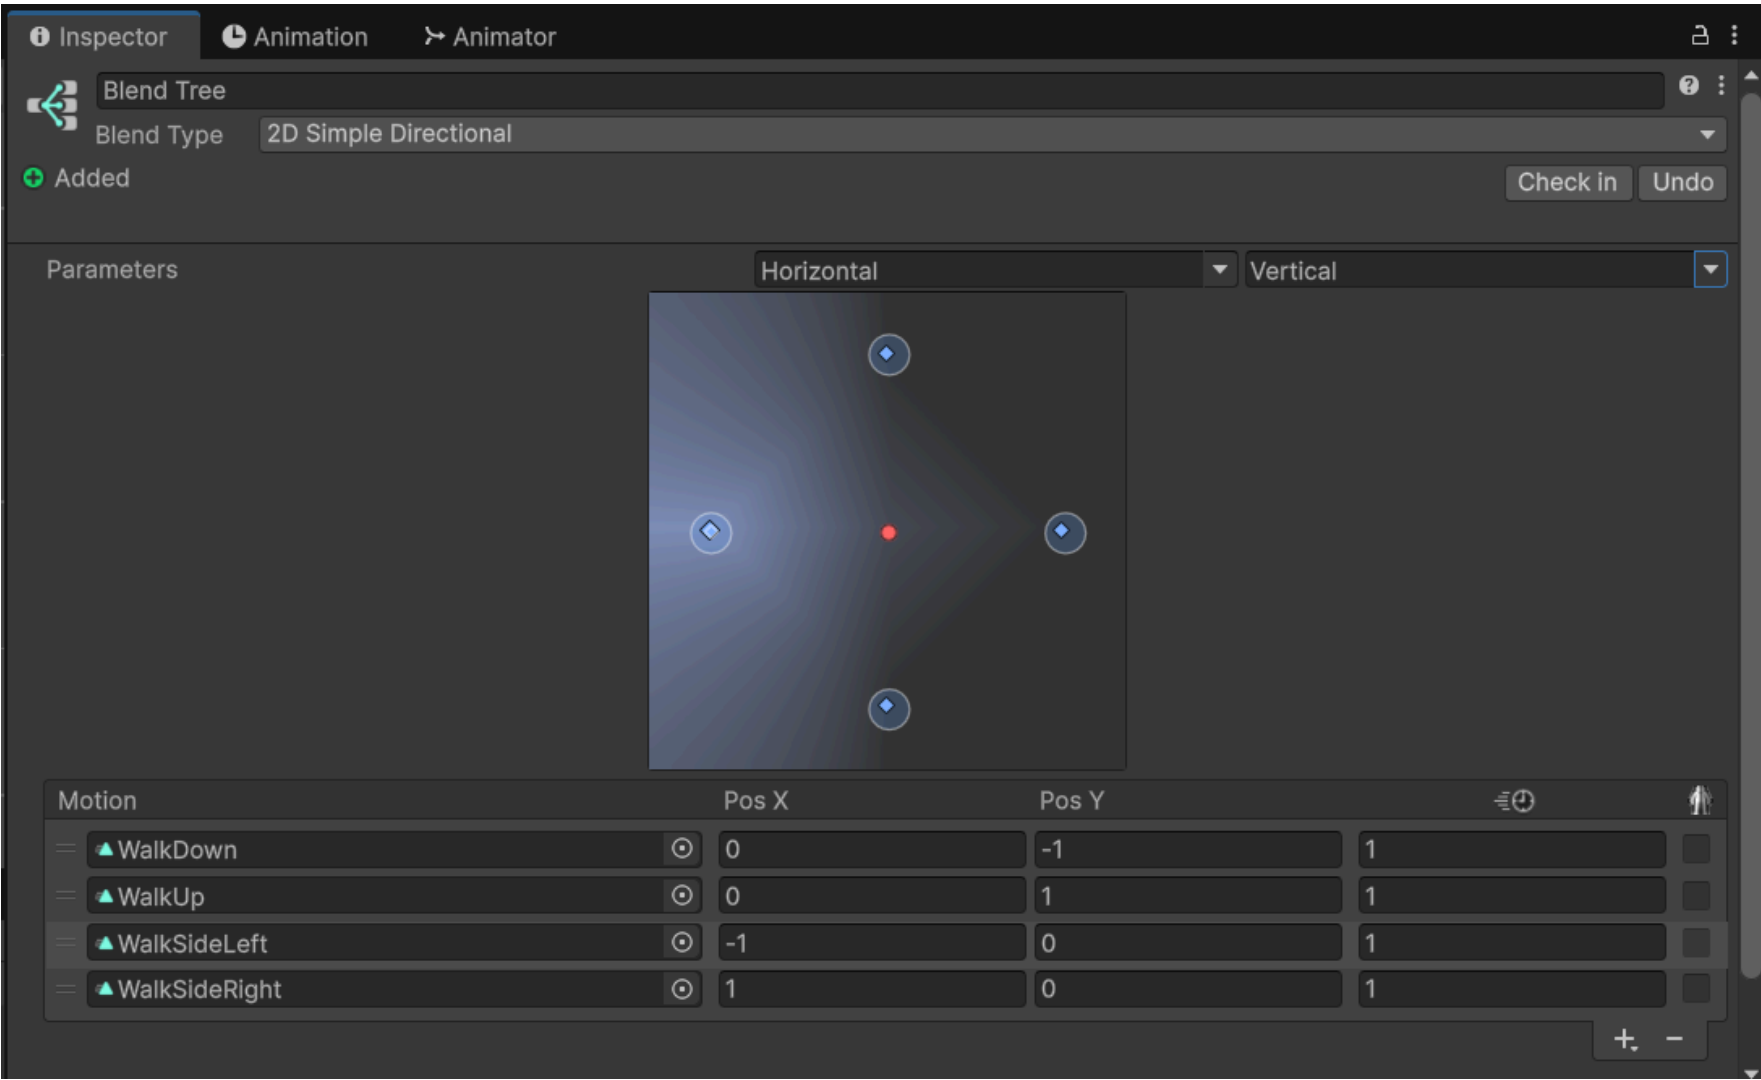 Inspector Animation Animator
Blend Tree
Blend Type 2D Simple Directional
Added Check in Undo
Parameters Horizontal Vertical
Motion Pos X Pos Y
WalkDown 0 -1 1
WalkUp 0 1 1
WalkSideLeft -1 0 1
WalkSideRight 1 0 1